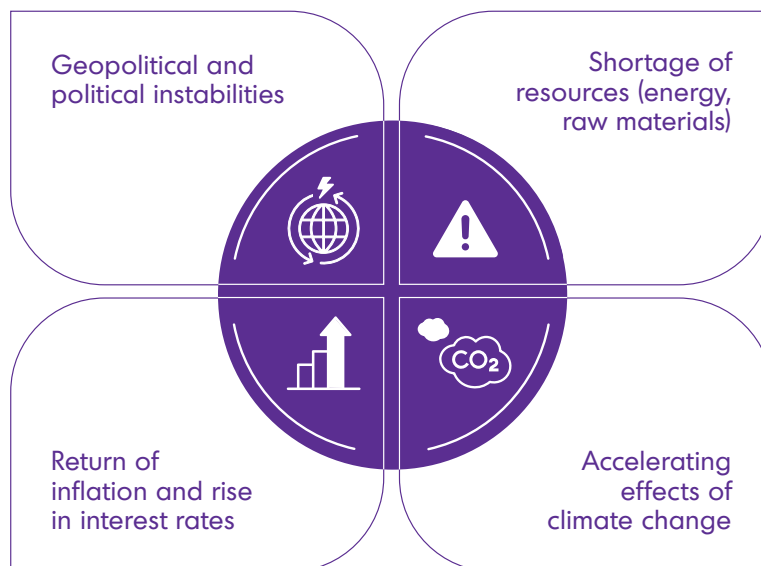 Geopolitical and
political instabilities
Shortage of
resources (energy,
raw materials)
CO₂
Return of
inflation and rise
in interest rates
Accelerating
effects of
climate change